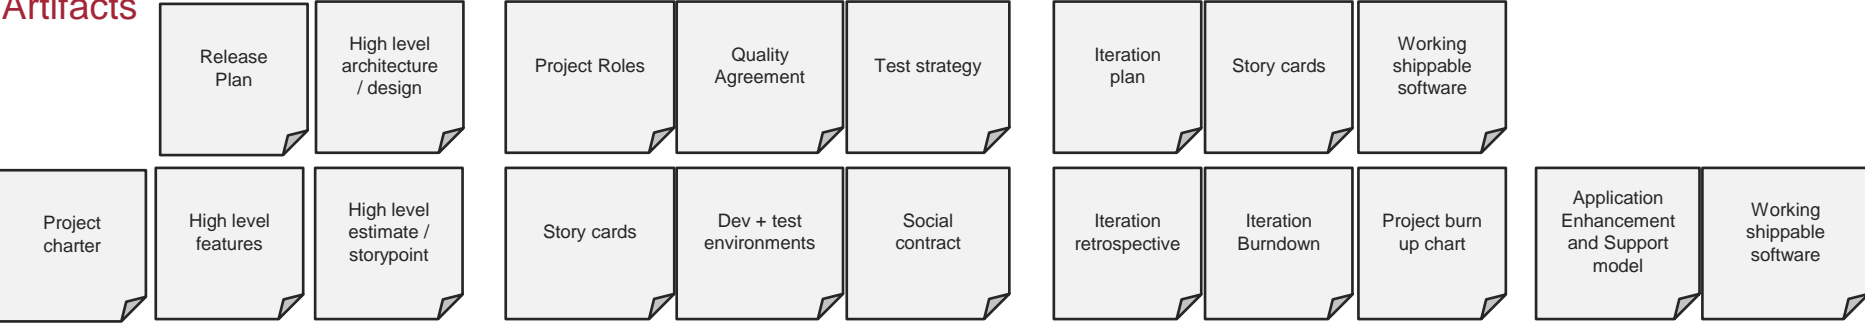 Artifacts
Release
Plan
High level
architecture
/ design
Project Roles
Quality
Agreement
Test strategy
Iteration
plan
Story cards
Working
shippable
software
Project
charter
High level
features
High level
estimate /
storypoint
Story cards
Dev + test
environments
Social
contract
Iteration
retrospective
Iteration
Burndown
Project burn
up chart
Application
Enhancement
and Support
model
Working
shippable
software